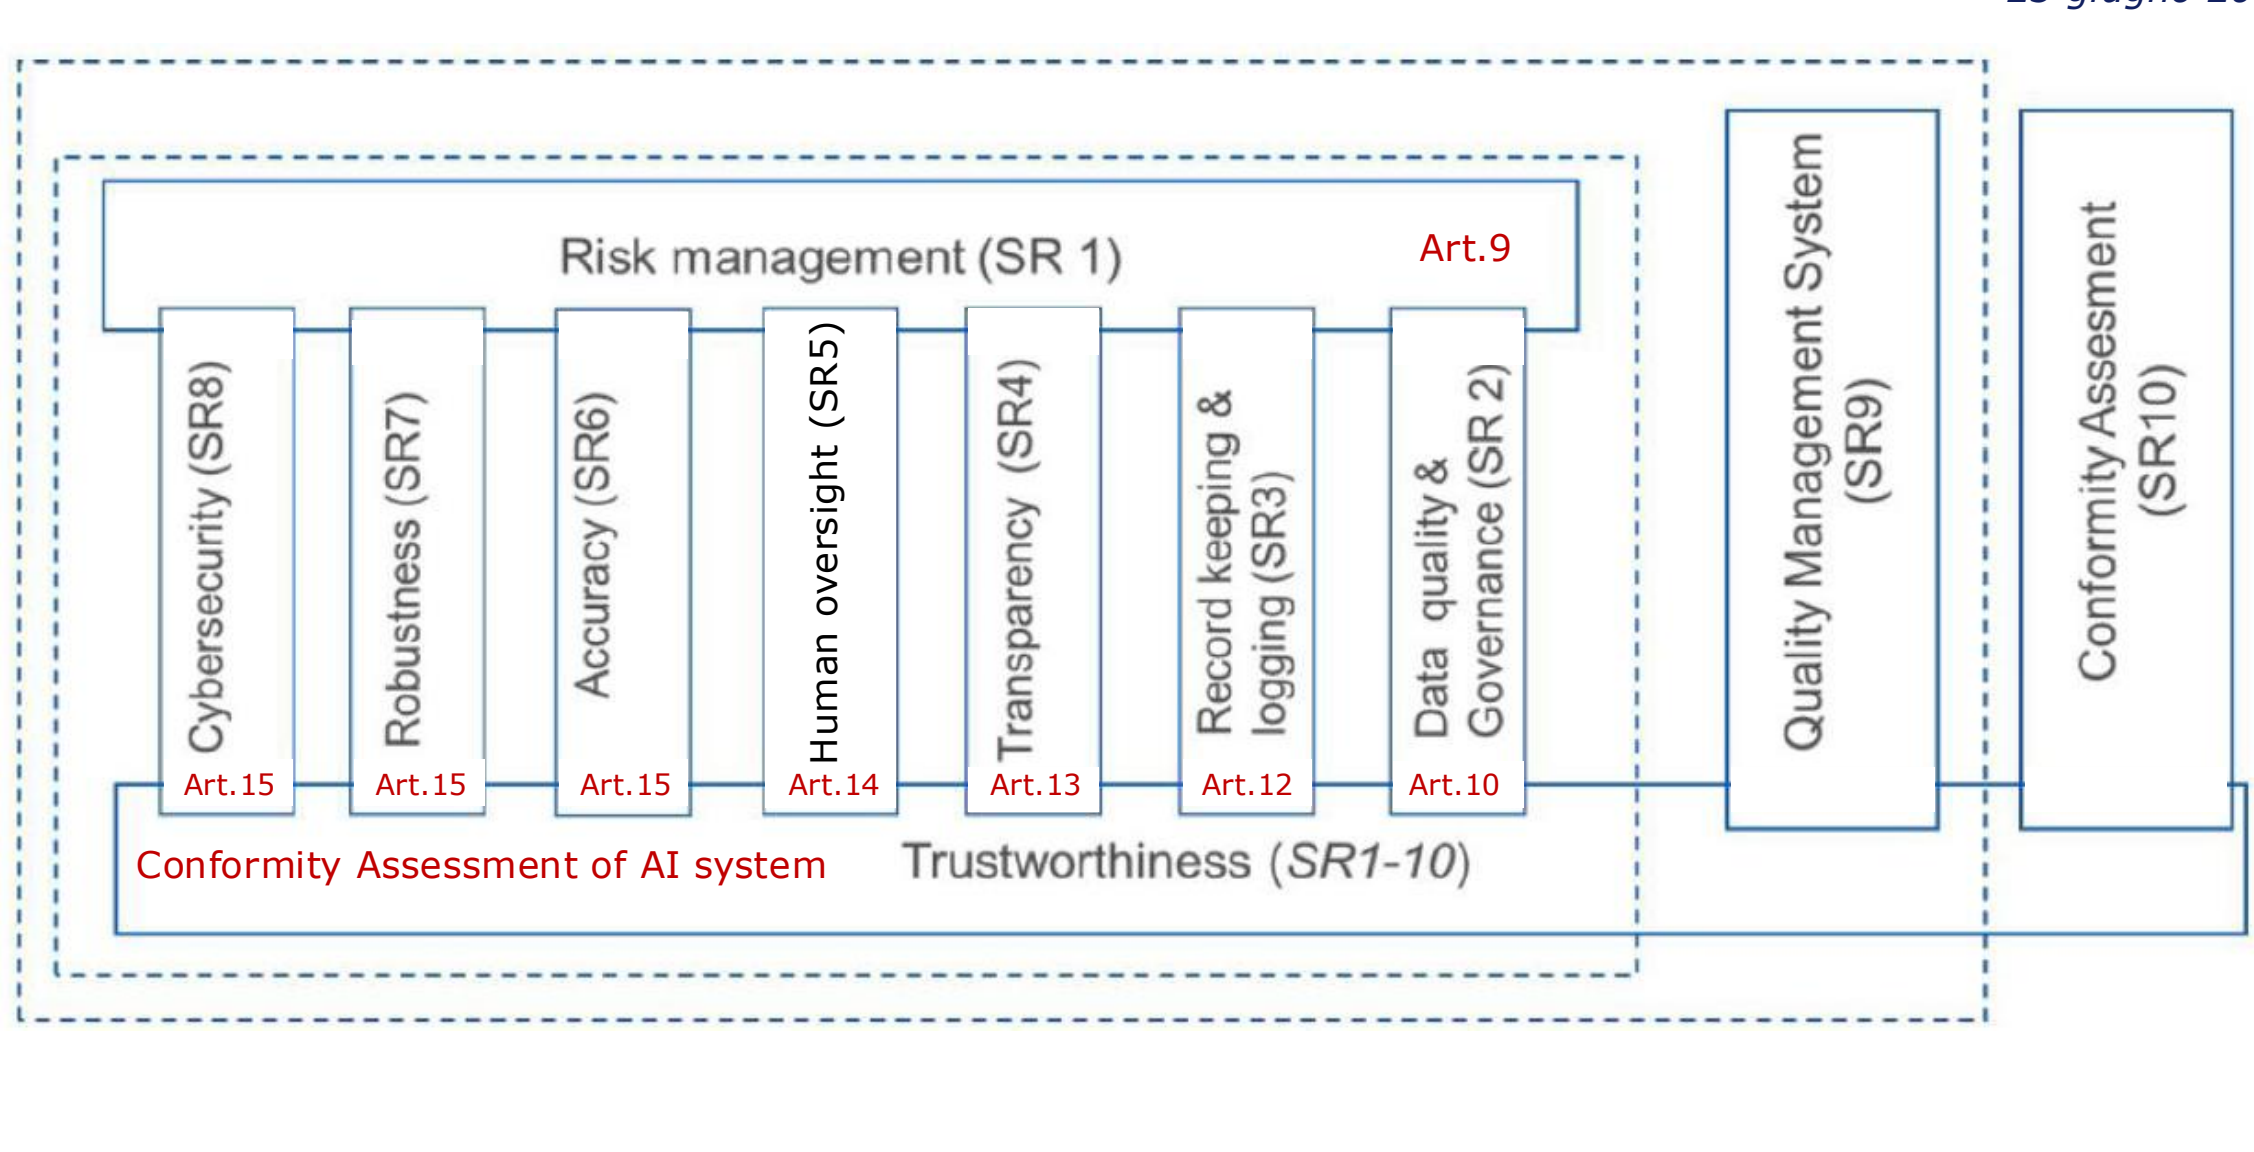 giugno
Risk management (SR 1)
Art.9
Cybersecurity (SR8)
Art.15
Robustness (SR7)
Art.15
Accuracy (SR6)
Art.15
Human oversight (SR5)
Art.14
Transparency (SR4)
Art.13
Record keeping &
logging (SR3)
Art.12
Data quality &
Governance (SR 2)
Art.10
Quality Management System
(SR9)
Conformity Assessment
(SR10)
Conformity Assessment of AI system
Trustworthiness (SR1-10)